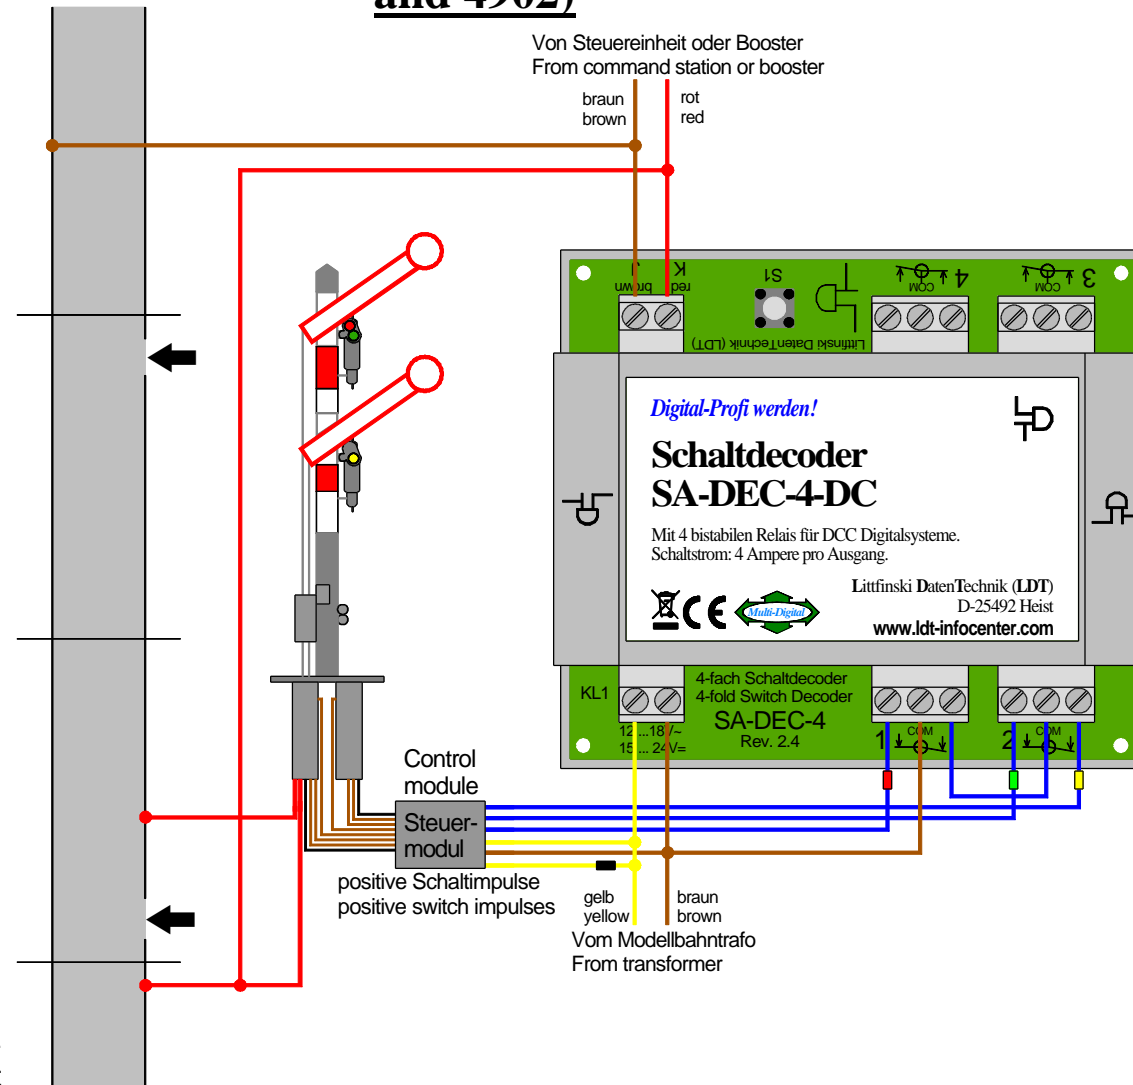 and 4902)
Von Steuereinheit oder Booster
From command station or booster
braun
brown
rot
red
J
K
brown
red
S1
COM
4
COM
3
Littfinski DatenTechnik (LDT)
Digital-Profi werden!
Schaltdecoder
SA-DEC-4-DC
Mit 4 bistabilen Relais für DCC Digitalsysteme.
Schaltstrom: 4 Ampere pro Ausgang.
CE
Multi-Digital
Littfinski DatenTechnik (LDT)
D-25492 Heist
www.ldt-infocenter.com
KL1
4-fach Schaltdecoder
4-fold Switch Decoder
SA-DEC-4
Rev. 2.4
12...18V~
15... 24V=
1
COM
2
COM
Control
module
Steuer-
modul
positive Schaltimpulse
positive switch impulses
gelb
yellow
braun
brown
Vom Modellbahntrafo
From transformer